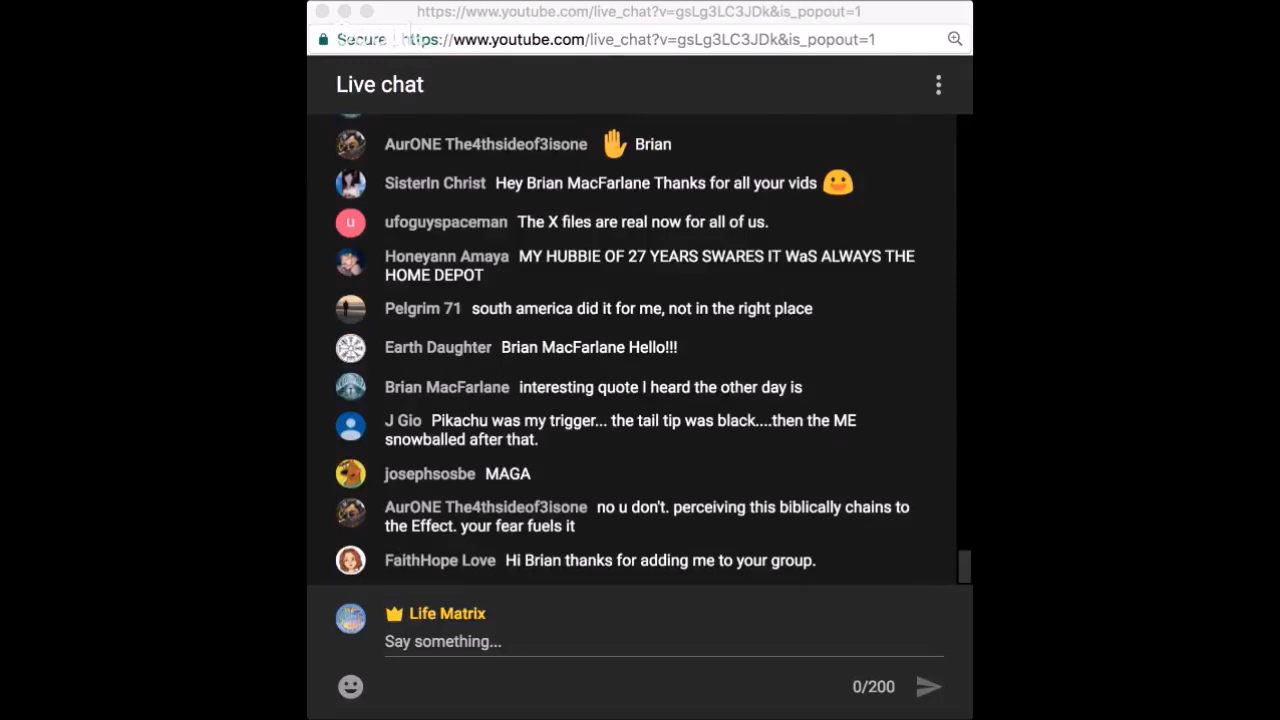 https://www.youtube.com/live_chat?v=gsLg3LC3JDk&is_popout=1
Secure https://www.youtube.com/live_chat?v=gsLg3LC3JDk&is_popout=1
Live chat
AurONE The4thsideof3isone Brian
SisterIn Christ Hey Brian MacFarlane Thanks for all your vids
u ufoguyspaceman The X files are real now for all of us.
Honeyann Amaya MY HUBBIE OF 27 YEARS SWARES IT WaS ALWAYS THE
HOME DEPOT
Pelgrim 71 south america did it for me, not in the right place
Earth Daughter Brian MacFarlane Hello!!!
Brian MacFarlane interesting quote I heard the other day is
J Gio Pikachu was my trigger... the tail tip was black....then the ME
snowballed after that.
josephsosbe MAGA
AurONE The4thsideof3isone no u don't. perceiving this biblically chains to
the Effect. your fear fuels it
FaithHope Love Hi Brian thanks for adding me to your group.
Life Matrix
Say something...
0/200